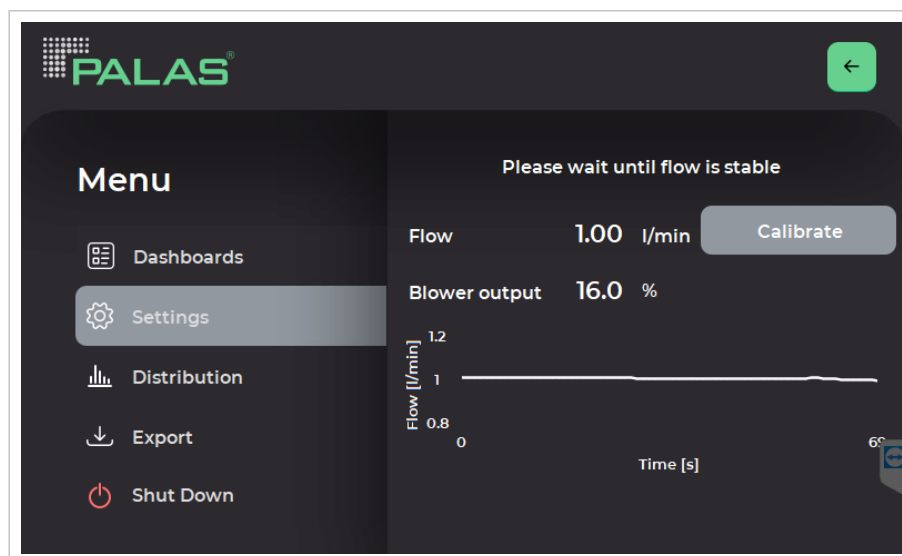 PALAS®
Menu
Dashboards
Settings
Distribution
Export
Shut Down
Please wait until flow is stable
Flow 1.00 l/min Calibrate
Blower output 16.0 %
Flow [l/min]
1.2
1
0.8
0
Time [s]